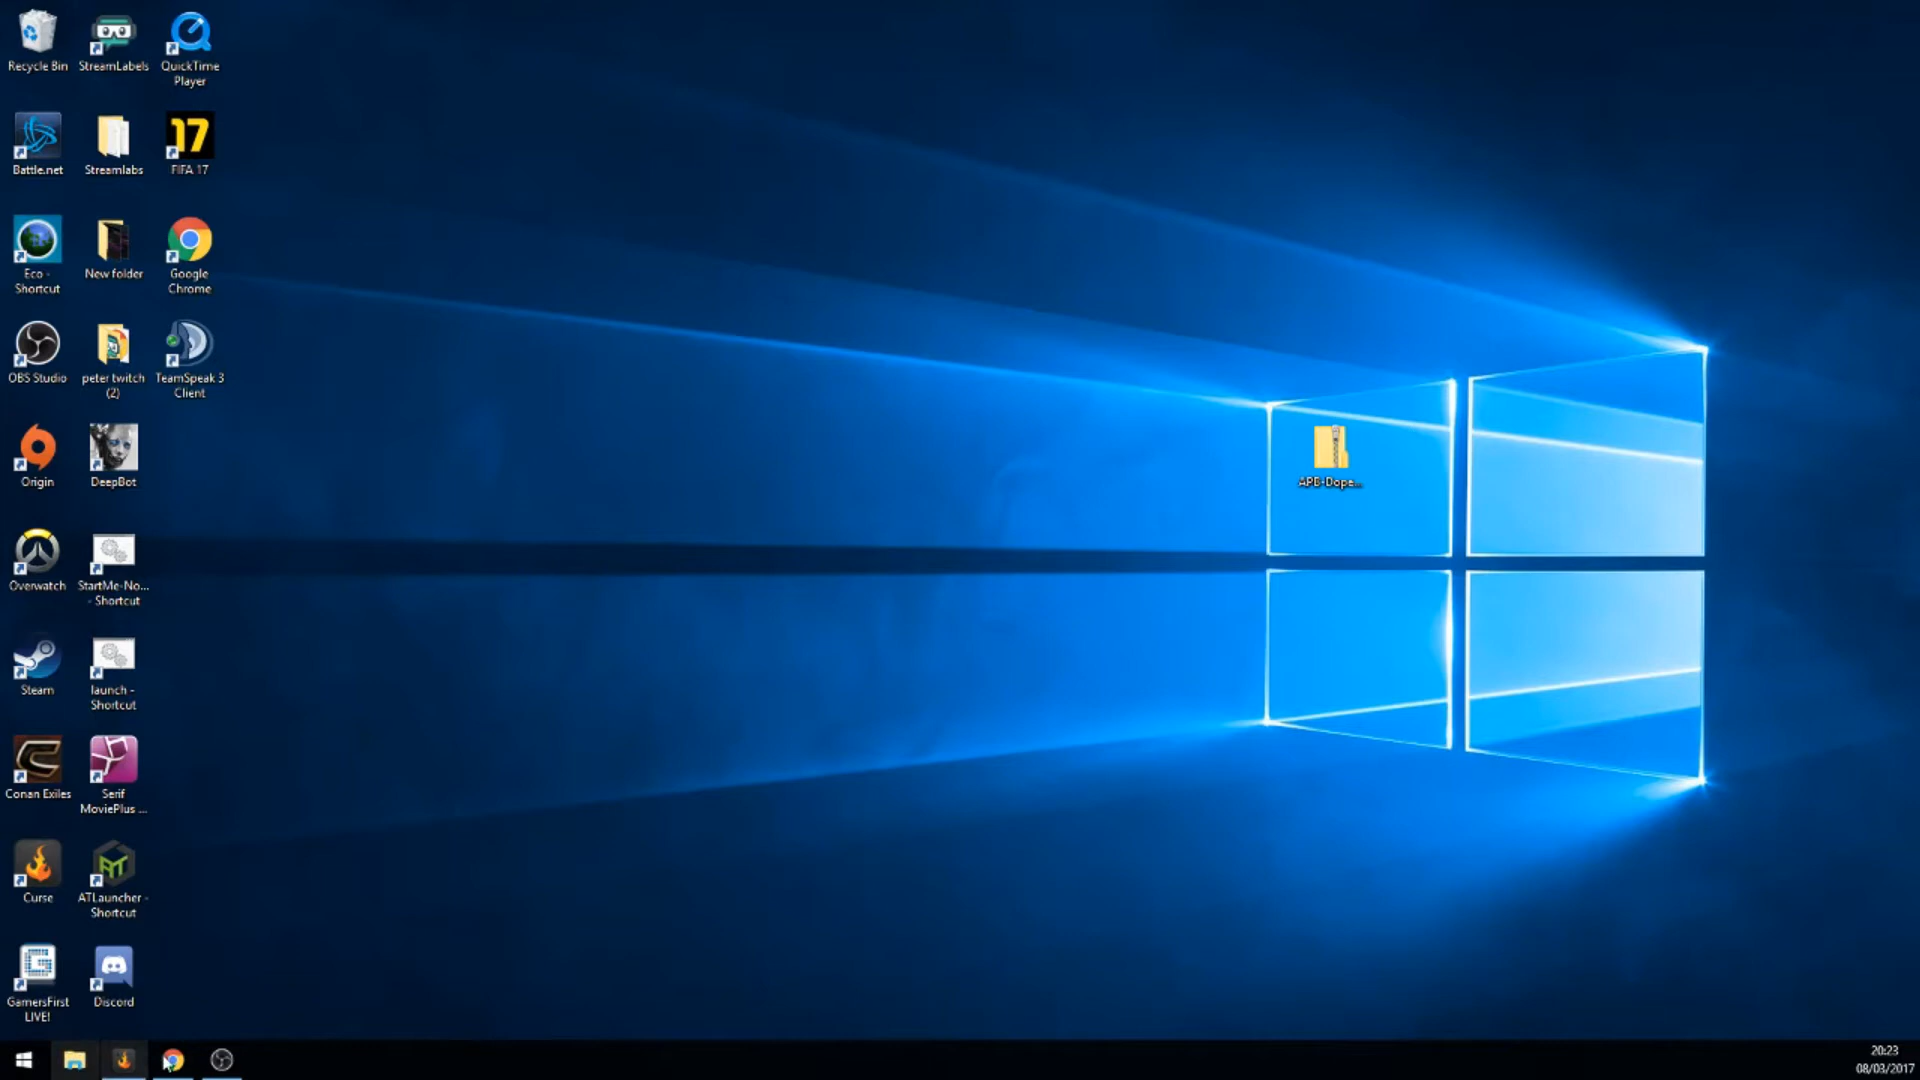 Recycle Bin
StreamLabels
QuickTime
Player
Battle.net
Streamlabs
17
FIFA 17
Eco -
Shortcut
New folder
Google
Chrome
OBS Studio
peter twitch
(2)
TeamSpeak 3
Client
Origin
DeepBot
APB-Dope...
Overwatch
StartMe-No...
- Shortcut
Steam
launch -
Shortcut
Conan Exiles
Serif
MoviePlus ...
Curse
ATLauncher -
Shortcut
GamersFirst
LIVE!
Discord
20:23
08/03/2017